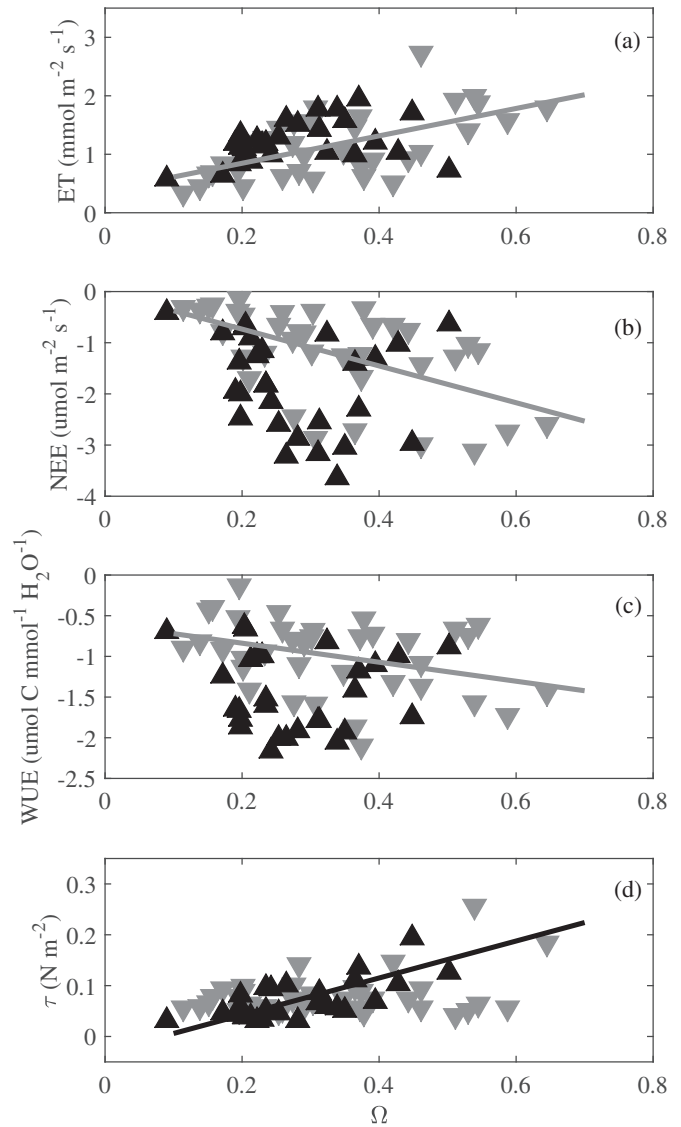 3
2
1
0
ET (mmol m⁻² s⁻¹)
(a)
0 0.2 0.4 0.6 0.8
0
-1
-2
-3
-4
NEE (umol m⁻² s⁻¹)
(b)
0 0.2 0.4 0.6 0.8
0
-0.5
-1
-1.5
-2
-2.5
WUE (umol C mmol⁻¹ H₂O⁻¹)
(c)
0 0.2 0.4 0.6 0.8
0.3
0.2
0.1
0
τ (N m⁻²)
(d)
0 0.2 0.4 0.6 0.8
Ω